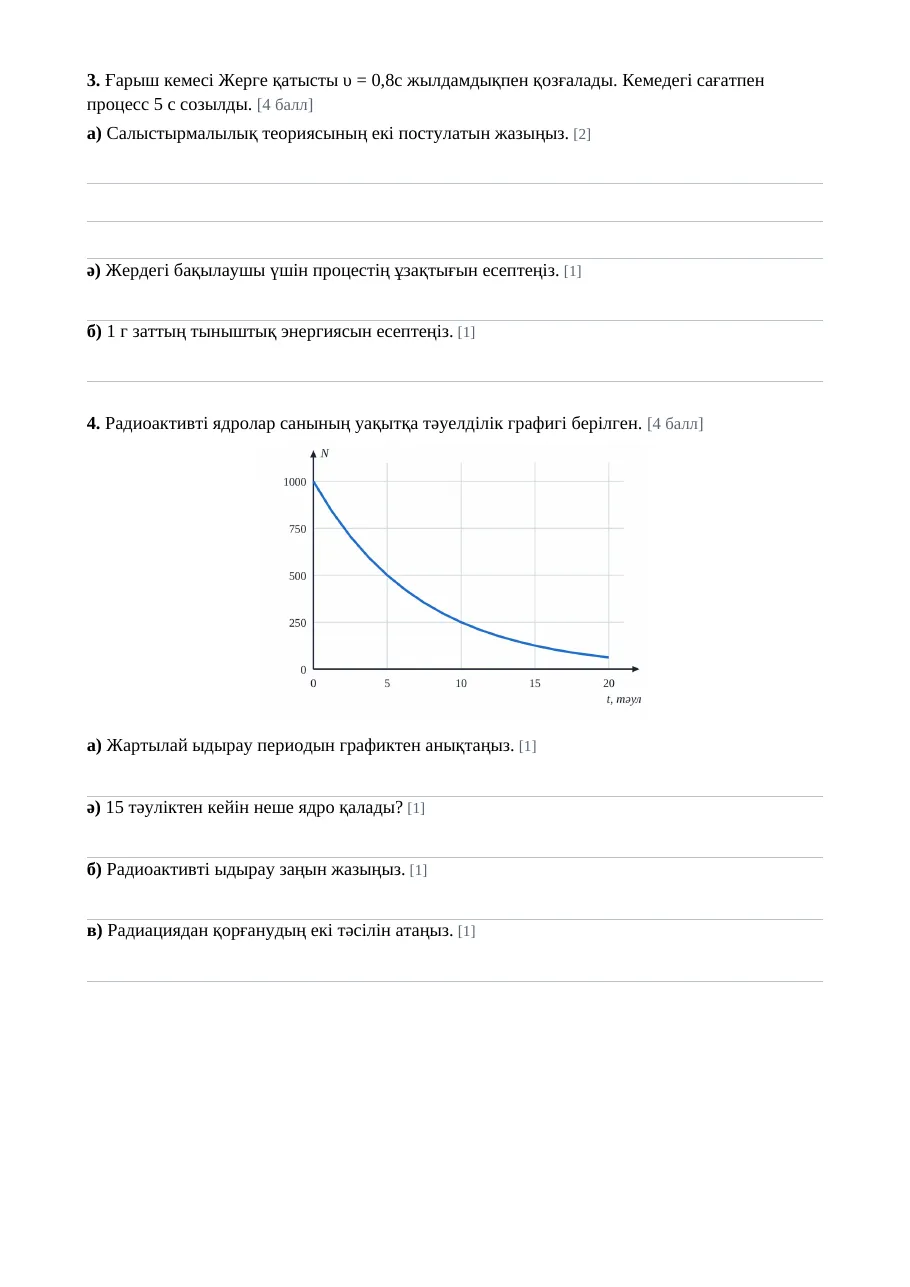 3. Ғарыш кемесі Жерге қатысты υ = 0,8c жылдамдықпен қозғалады. Кемедегі сағатпен
процесс 5 с созылды. [4 балл]
а) Салыстырмалылық теориясының екі постулатын жазыңыз. [2]
ә) Жердегі бақылаушы үшін процестің ұзақтығын есептеңіз. [1]
б) 1 г заттың тыныштық энергиясын есептеңіз. [1]
4. Радиоактивті ядролар санының уақытқа тәуелділік графигі берілген. [4 балл]
N
1000
750
500
250
0
0 5 10 15 20
t, тәул
а) Жартылай ыдырау периодын графиктен анықтаңыз. [1]
ә) 15 тәуліктен кейін неше ядро қалады? [1]
б) Радиоактивті ыдырау заңын жазыңыз. [1]
в) Радиациядан қорғанудың екі тәсілін атаңыз. [1]